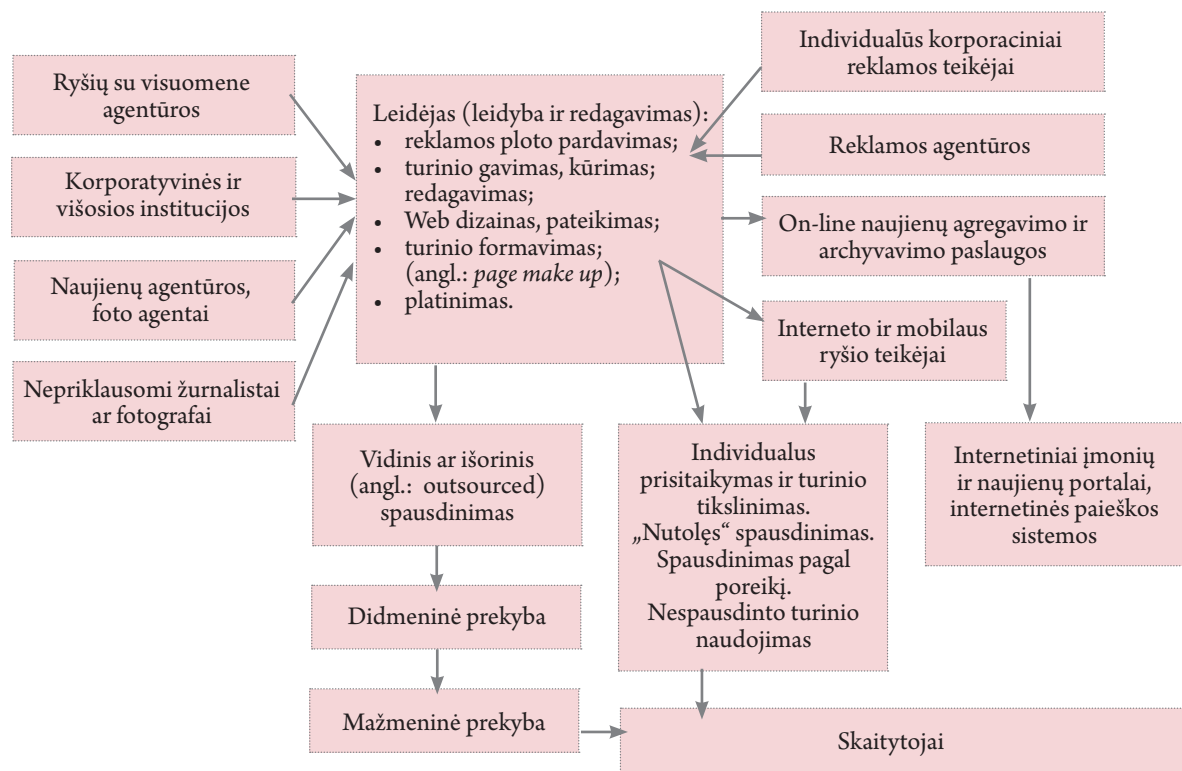 Ryšių su visuomene
agentūros
Korporatyvinės ir
višosios institucijos
Naujienų agentūros,
foto agentai
Nepriklausomi žurnalistai
ar fotografai
Leidėjas (leidyba ir redagavimas):
• reklamos ploto pardavimas;
• turinio gavimas, kūrimas;
redagavimas;
• Web dizainas, pateikimas;
• turinio formavimas;
(angl.: page make up);
• platinimas.
Individualūs korporaciniai
reklamos teikėjai
Reklamos agentūros
On-line naujienų agregavimo ir
archyvavimo paslaugos
Interneto ir mobilaus
ryšio teikėjai
Vidinis ar išorinis
(angl.: outsourced)
spausdinimas
Individualus
prisitaikymas ir turinio
tikslinimas.
„Nutolęs“ spausdinimas.
Spausdinimas pagal
poreikį.
Nespausdinto turinio
naudojimas
Internetiniai įmonių
ir naujienų portalai,
internetinės paieškos
sistemos
Didmeninė prekyba
Mažmeninė prekyba
Skaitytojai